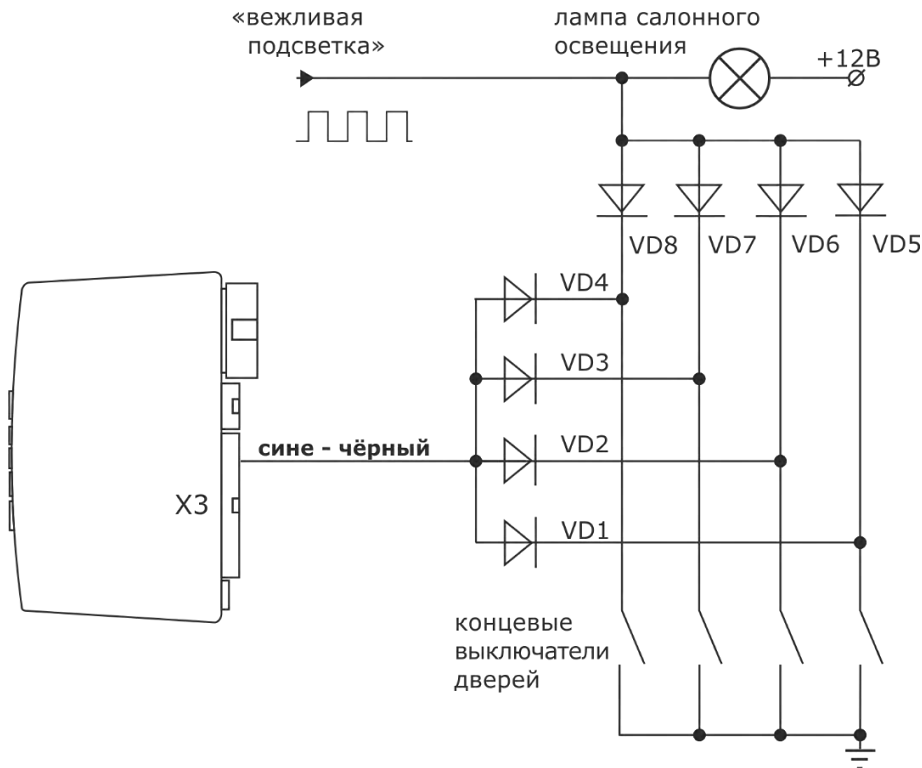 «вежливая
подсветка»
лампа салонного
освещения
+12В
VD8
VD7
VD6
VD5
VD4
VD3
VD2
VD1
сине - чёрный
X3
концевые
выключатели
дверей